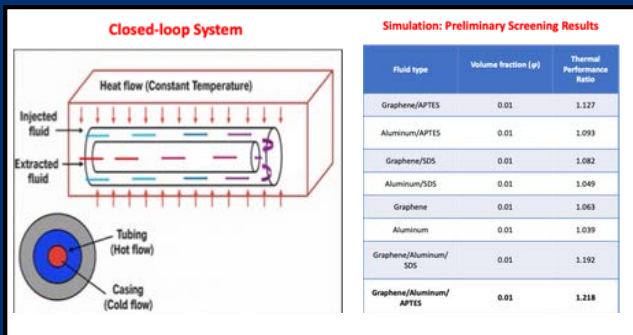 Closed-loop System
Heat flow (Constant Temperature)
Injected
fluid
Extracted
fluid
Tubing
(Hot flow)
Casing
(Cold flow)
Simulation: Preliminary Screening Results
Fluid type Volume fraction (φ) Thermal Performance Ratio
Graphene/APTES 0.01 1.127
Aluminum/APTES 0.01 1.093
Graphene/SDS 0.01 1.082
Aluminum/SDS 0.01 1.049
Graphene 0.01 1.063
Aluminum 0.01 1.039
Graphene/Aluminum/
SDS 0.01 1.192
Graphene/Aluminum/
APTES 0.01 1.218